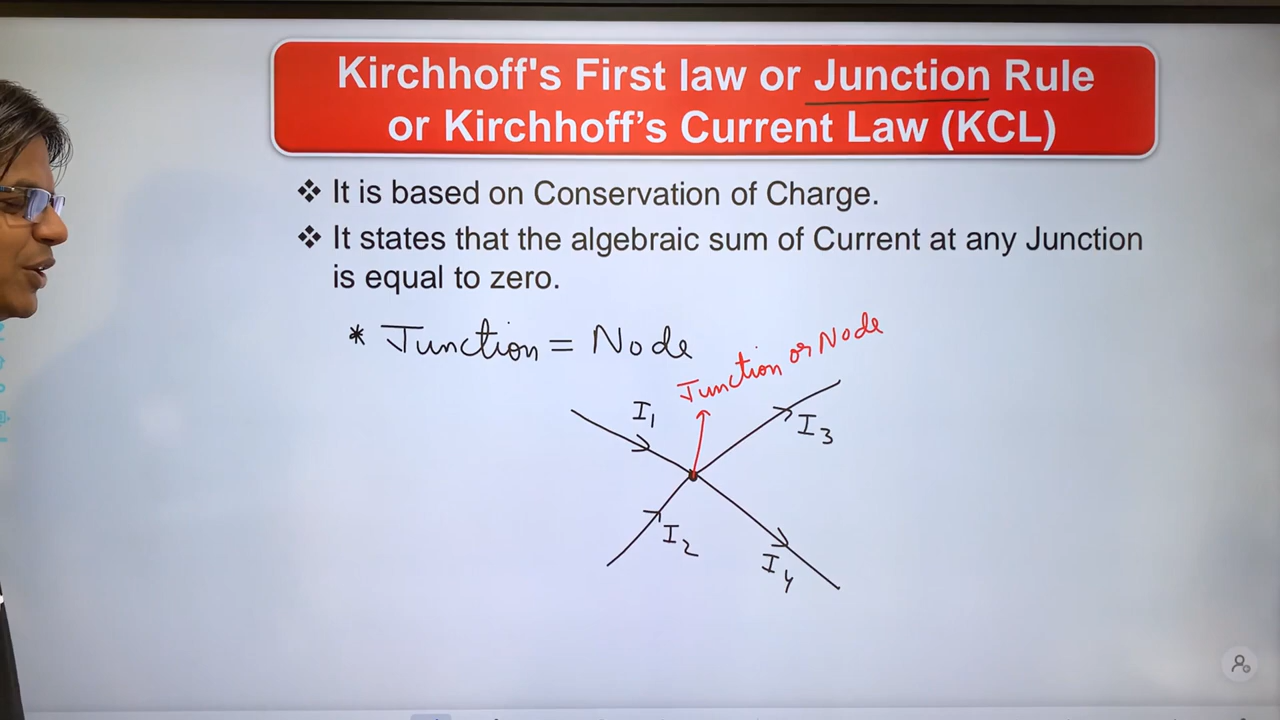 Kirchhoff's First law or Junction Rule
or Kirchhoff’s Current Law (KCL)
❖ It is based on Conservation of Charge.
❖ It states that the algebraic sum of Current at any Junction
is equal to zero.
* Junction = Node
Junction or Node
I₁
I₃
I₂
I₄